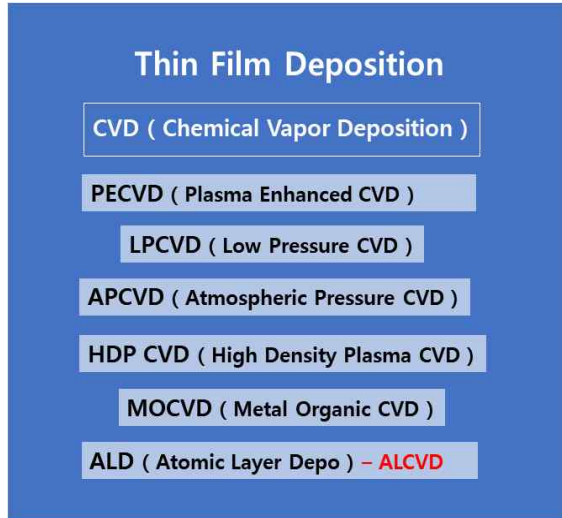 Thin Film Deposition
CVD ( Chemical Vapor Deposition )
PECVD ( Plasma Enhanced CVD )
LPCVD ( Low Pressure CVD )
APCVD ( Atmospheric Pressure CVD )
HDP CVD ( High Density Plasma CVD )
MOCVD ( Metal Organic CVD )
ALD ( Atomic Layer Depo ) – ALCVD